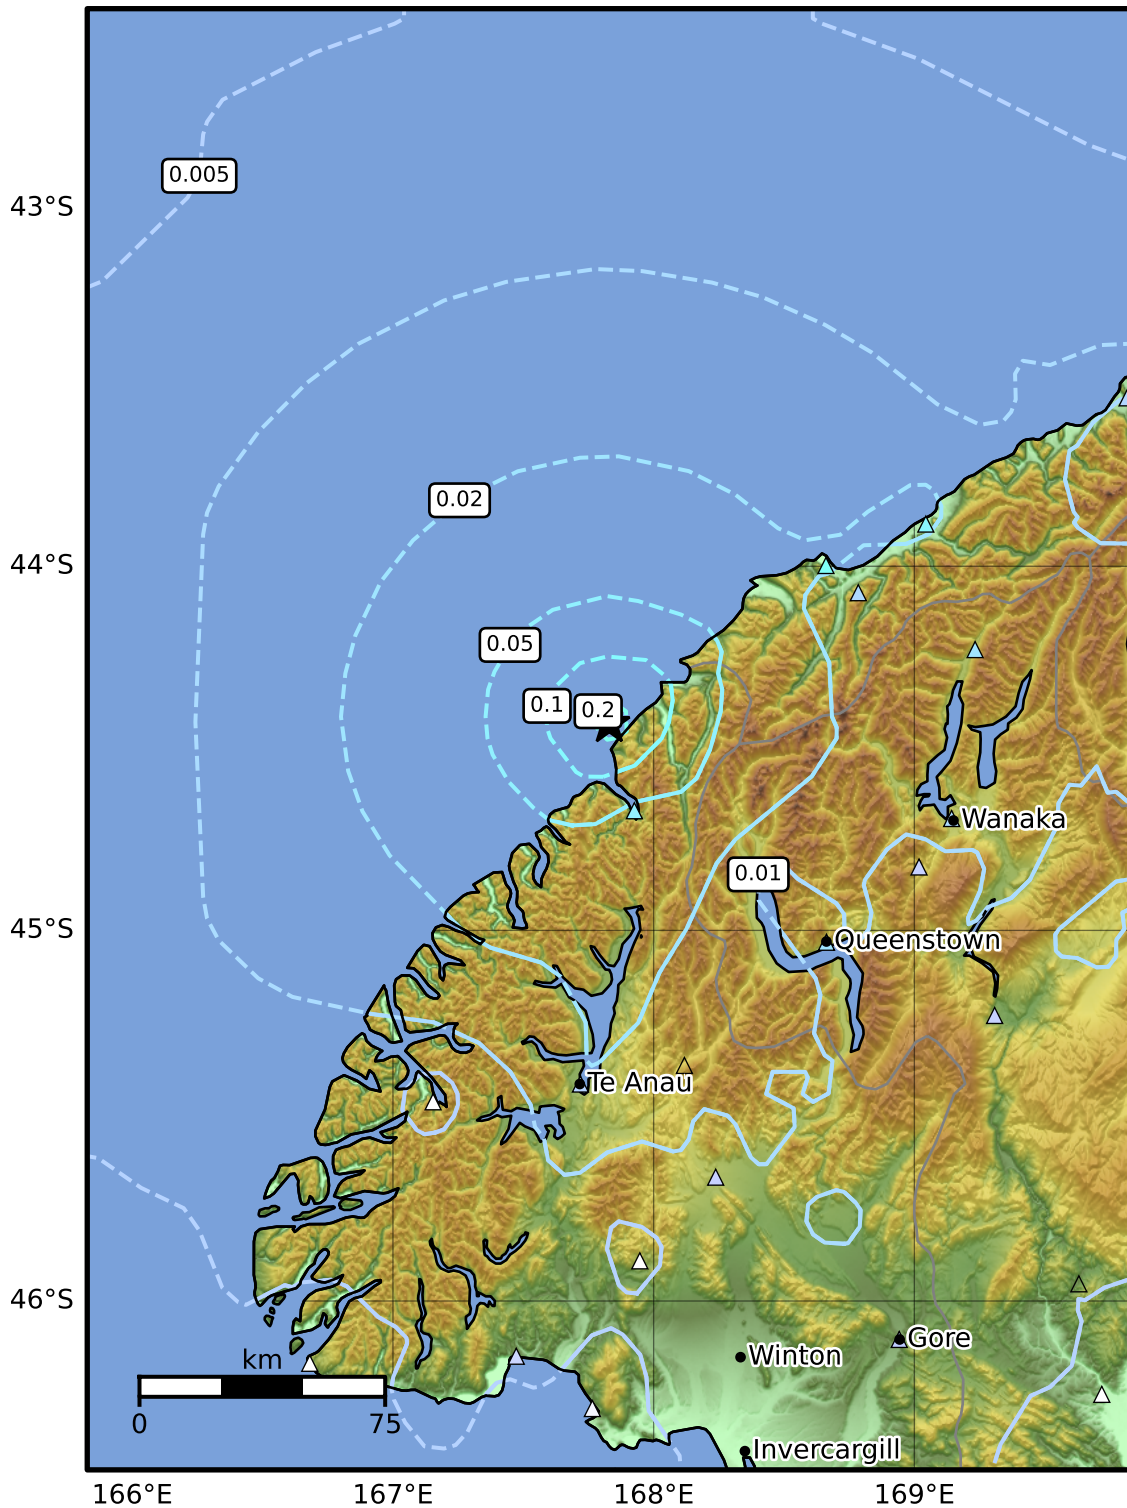 0.005
43°S
0.02
44°S
0.05
0.1
0.2
Wanaka
0.01
45°S
Queenstown
Te Anau
46°S
Gore
km
Winton
0
75
Invercargill
166°E
167°E
168°E
169°E